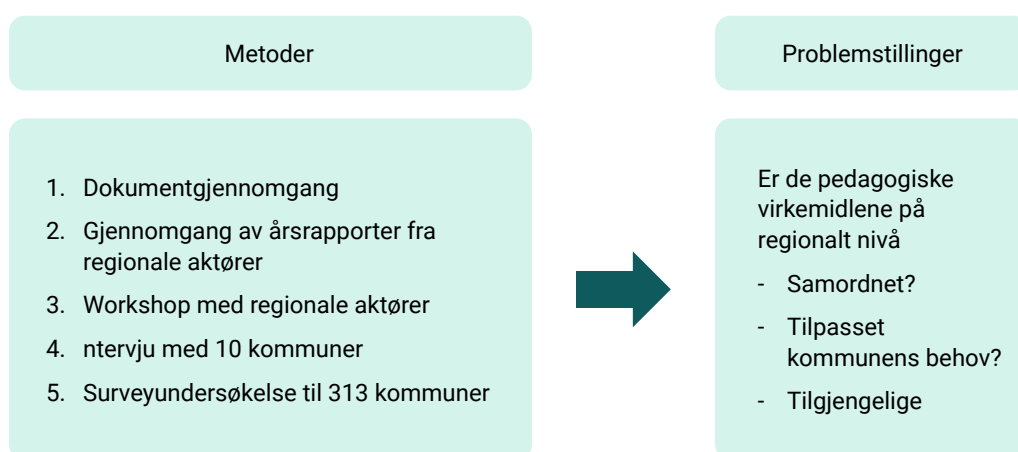 Metoder
1. Dokumentgjennomgang
2. Gjennomgang av årsrapporter fra
regionale aktører
3. Workshop med regionale aktører
4. ntervju med 10 kommuner
5. Surveyundersøkelse til 313 kommuner
Problemstillinger
Er de pedagogiske
virkemidlene på
regionalt nivå
- Samordnet?
- Tilpasset
kommunens behov?
- Tilgjengelige